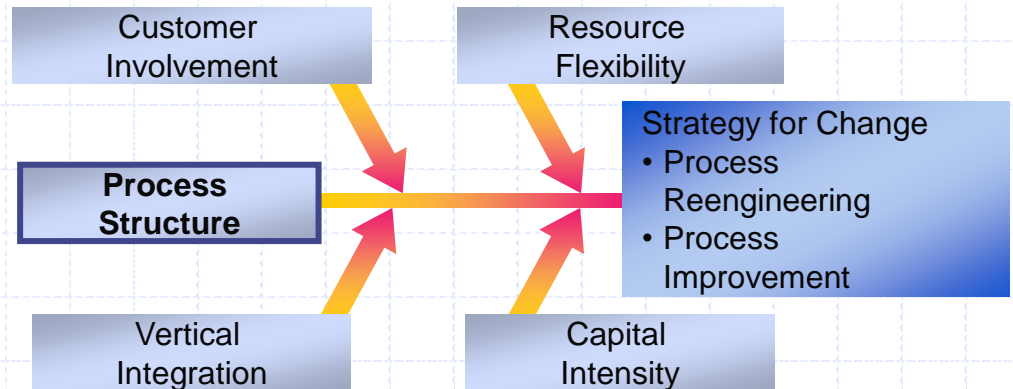 Customer
Involvement
Resource
Flexibility
Strategy for Change
• Process
Reengineering
• Process
Improvement
Process
Structure
Vertical
Integration
Capital
Intensity